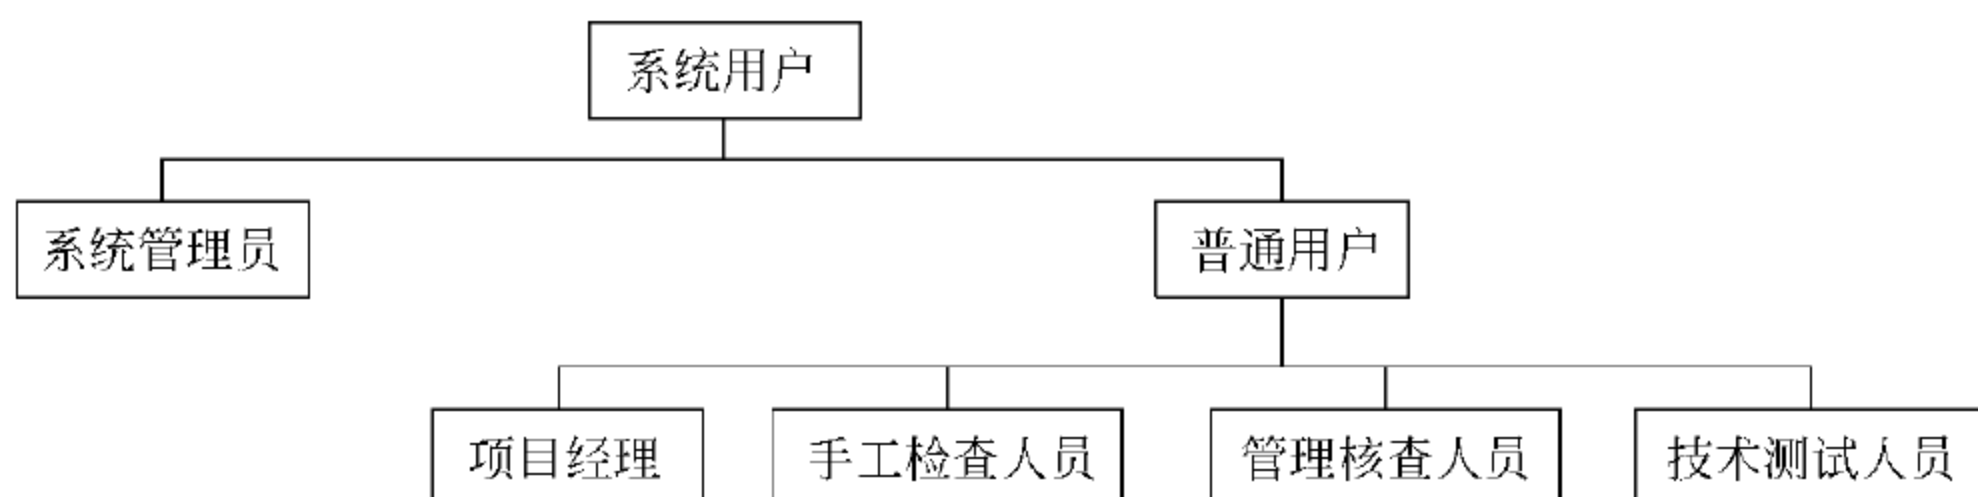 系统用户
系统管理员
普通用户
项目经理
手工检查人员
管理核查人员
技术测试人员